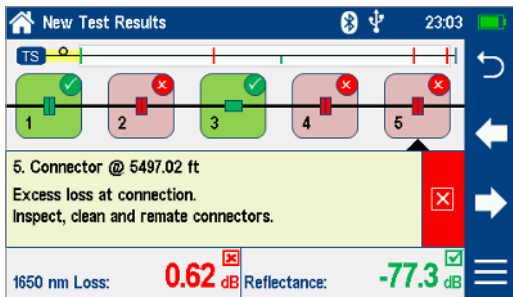 New Test Results 23:03
TS
1 2 3 4 5
5. Connector @ 5497.02 ft
Excess loss at connection.
Inspect, clean and remate connectors.
1650 nm Loss: 0.62 dB Reflectance: -77.3 dB